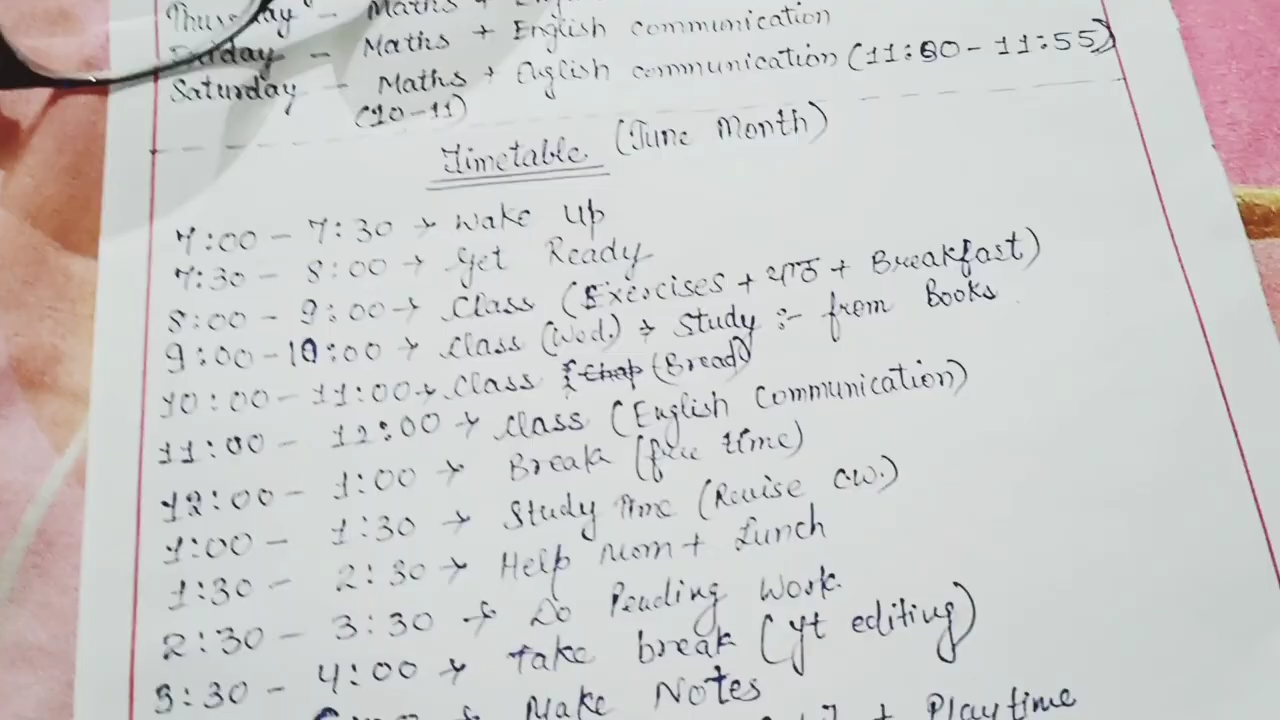 Thursday - Maths +
Friday - Maths + English communication
Saturday - Maths + English communication (11:00-11:55)
(10-11)
Timetable (June Month)
7:00 - 7:30 → Wake up
7:30 - 8:00 → Get Ready
8:00 - 9:00 → Class (Exercises + पाठ + Breakfast)
9:00-10:00 → Class (Wed.) → Study :- from Books
10:00 - 11:00 → Class (Bread)
11:00 - 12:00 → Class (English Communication)
12:00 - 1:00 → Break (free time)
1:00 - 1:30 → Study Time (Revise C.W.)
1:30 - 2:30 → Help Mom + Lunch
2:30 - 3:30 → Do Pending Work.
3:30 - 4:00 → Take break (yt editing)
→ Make Notes
+ Playtime